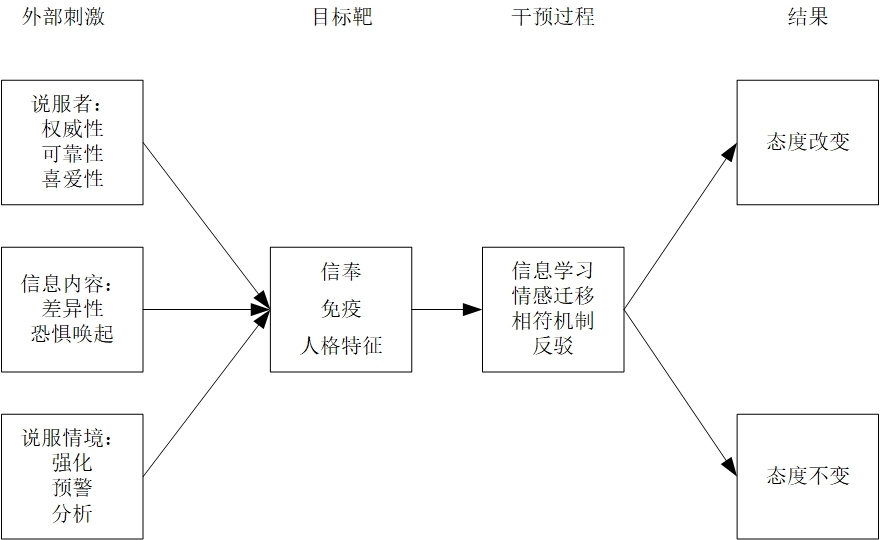 外部刺激
目标靶
干预过程
结果
说服者：
权威性
可靠性
喜爱性
信息内容：
差异性
恐惧唤起
说服情境：
强化
预警
分析
信奉
免疫
人格特征
信息学习
情感迁移
相符机制
反驳
态度改变
态度不变